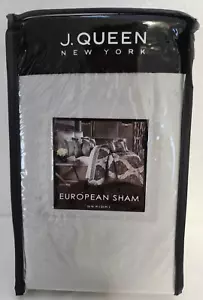 J. QUEEN
NEW YORK
EUROPEAN SHAM